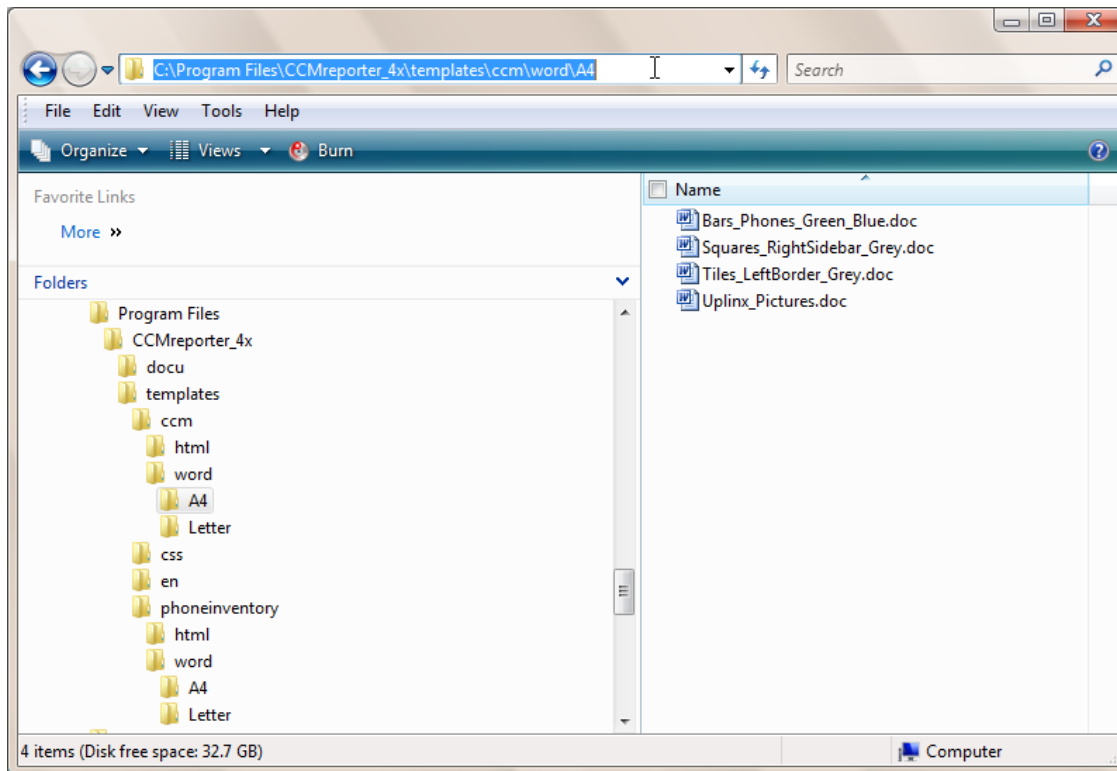 C:\Program Files\CCMreporter_4x\templates\ccm\word\A4
Search
File Edit View Tools Help
Organize Views Burn
Favorite Links
More »
Folders
Program Files
CCMreporter_4x
docu
templates
ccm
html
word
A4
Letter
css
en
phoneinventory
html
word
A4
Letter
Name
Bars_Phones_Green_Blue.doc
Squares_RightSidebar_Grey.doc
Tiles_LeftBorder_Grey.doc
Uplinx_Pictures.doc
4 items (Disk free space: 32.7 GB)
Computer